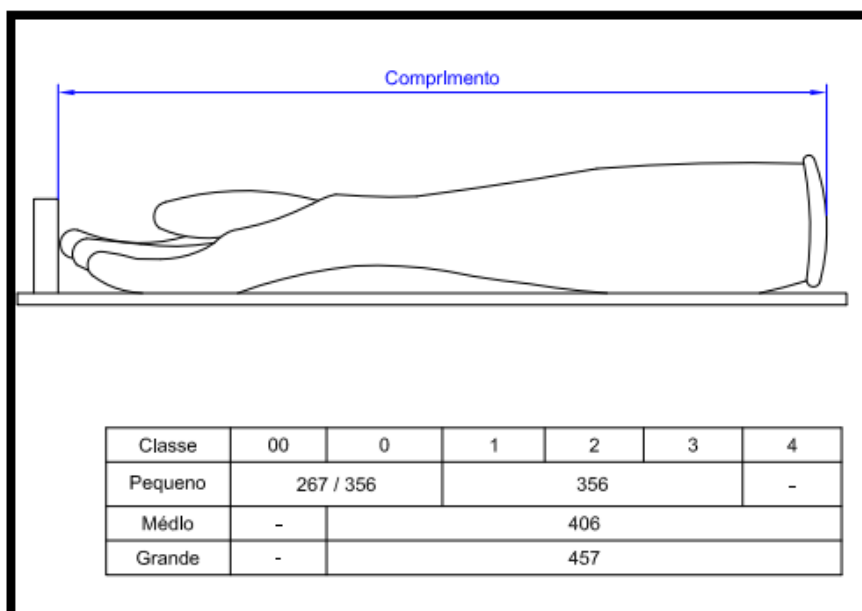 Comprimento
Classe 00 0 1 2 3 4
Pequeno 267 / 356 356 -
Médio - 406
Grande - 457